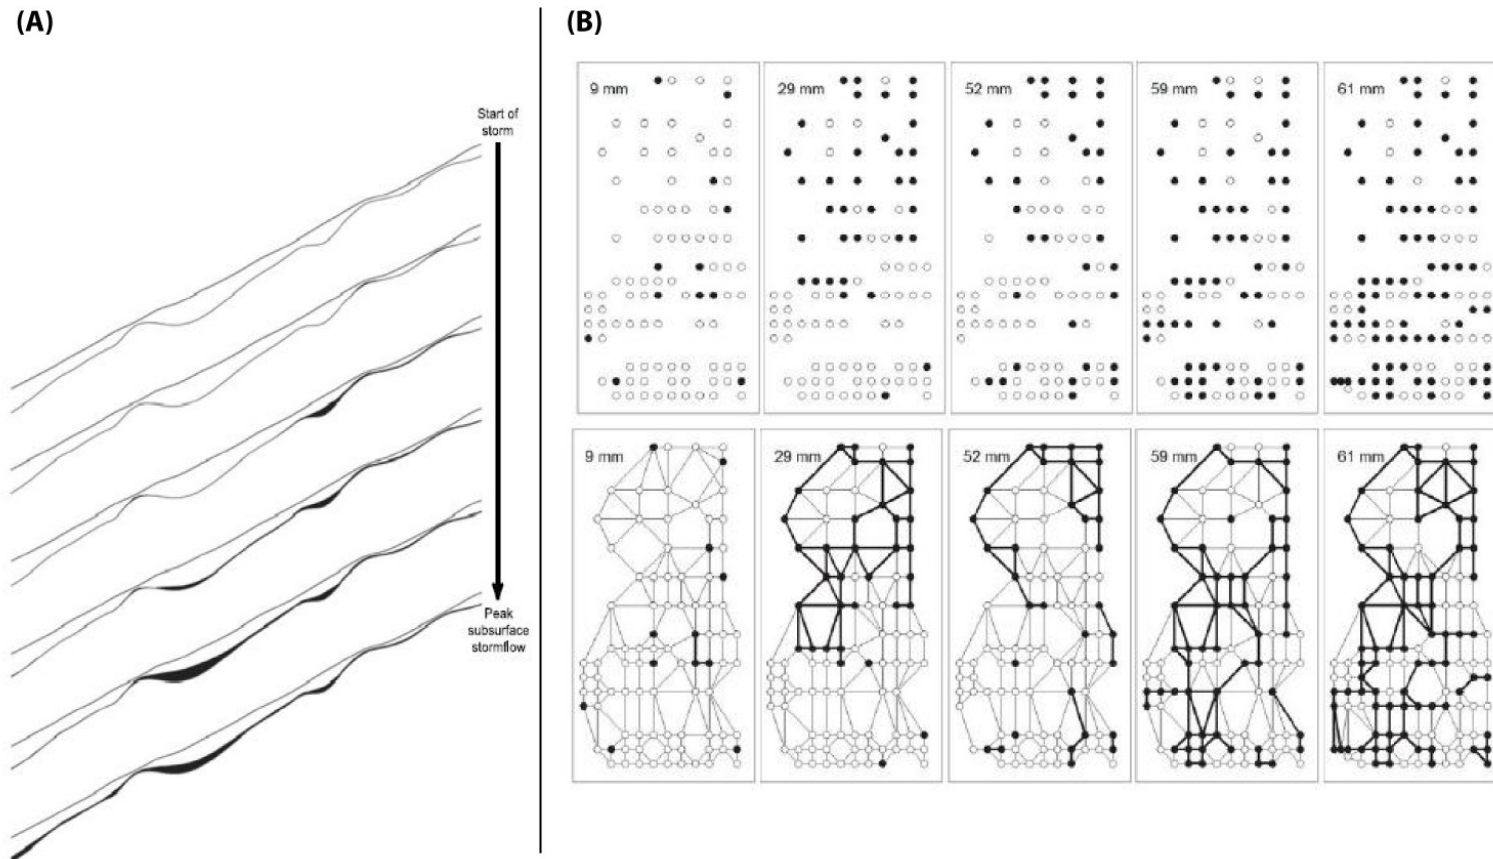 (A)
Start of
storm
Peak
subsurface
stormflow
(B)
9 mm
29 mm
52 mm
59 mm
61 mm
9 mm
29 mm
52 mm
59 mm
61 mm